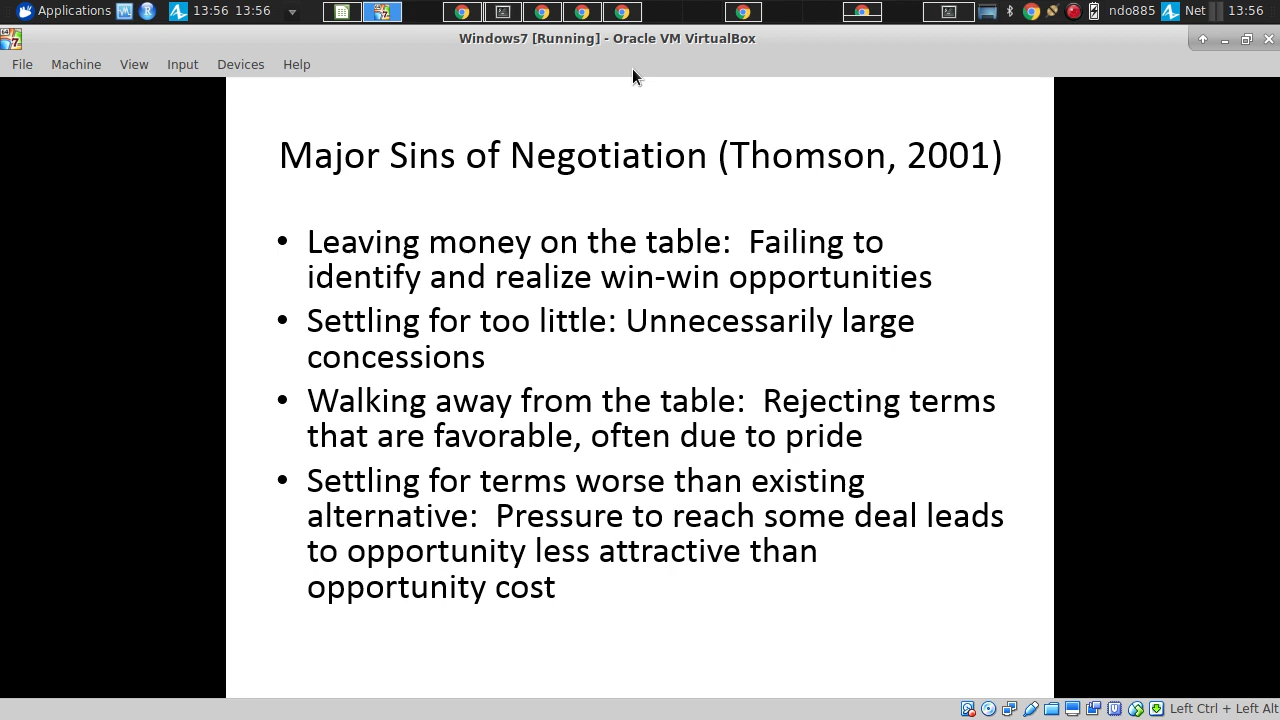 Applications 13:56 13:56 ndo885 Net 13:56
Windows7 [Running] - Oracle VM VirtualBox
File Machine View Input Devices Help
Major Sins of Negotiation (Thomson, 2001)
• Leaving money on the table:  Failing to
identify and realize win-win opportunities
• Settling for too little: Unnecessarily large
concessions
• Walking away from the table:  Rejecting terms
that are favorable, often due to pride
• Settling for terms worse than existing
alternative:  Pressure to reach some deal leads
to opportunity less attractive than
opportunity cost
Left Ctrl + Left Alt